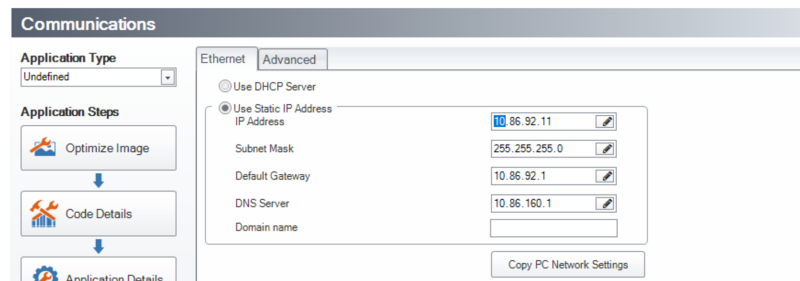 Communications
Application Type
Undefined
Application Steps
Optimize Image
Code Details
Application Details
Ethernet
Advanced
Use DHCP Server
Use Static IP Address
IP Address
10.86.92.11
Subnet Mask
255.255.255.0
Default Gateway
10.86.92.1
DNS Server
10.86.160.1
Domain name
Copy PC Network Settings